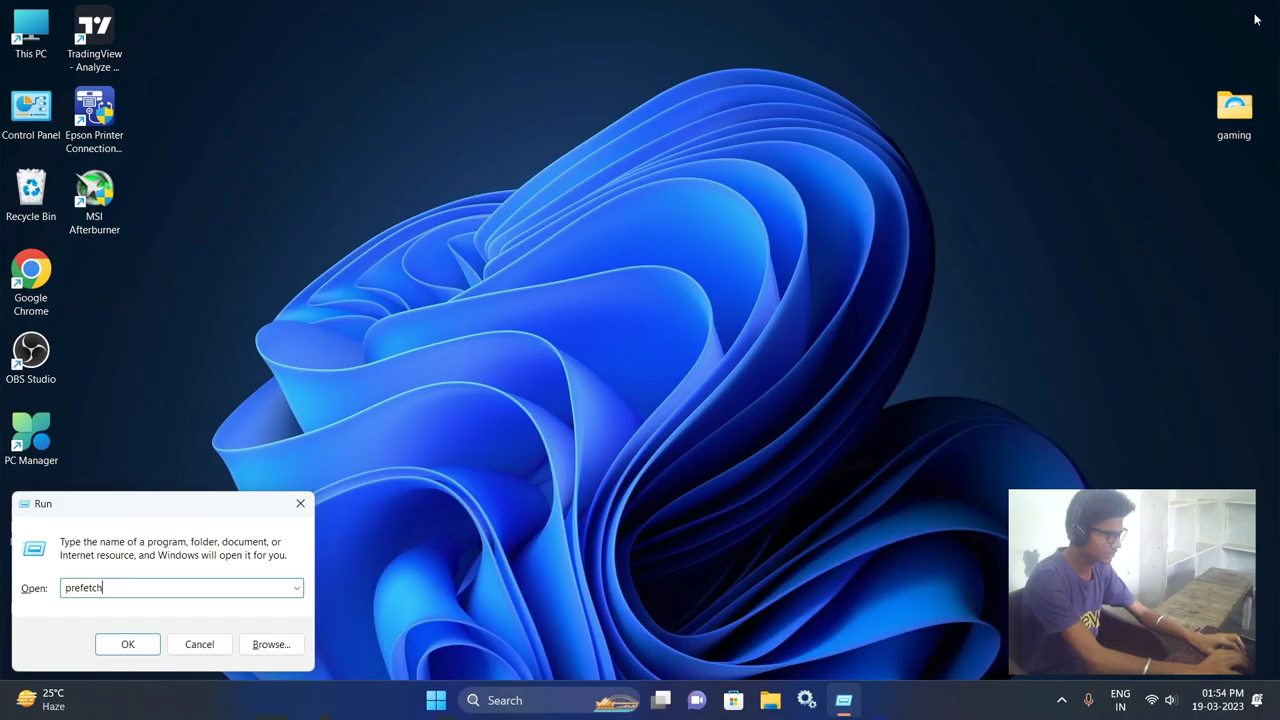 This PC
TradingView
- Analyze ...
Control Panel
Epson Printer
Connection...
Recycle Bin
MSI
Afterburner
Google
Chrome
OBS Studio
PC Manager
gaming
Run
Type the name of a program, folder, document, or
Internet resource, and Windows will open it for you.
Open: prefetch
OK Cancel Browse...
25°C
Haze
Search
ENG
IN
01:54 PM
19-03-2023